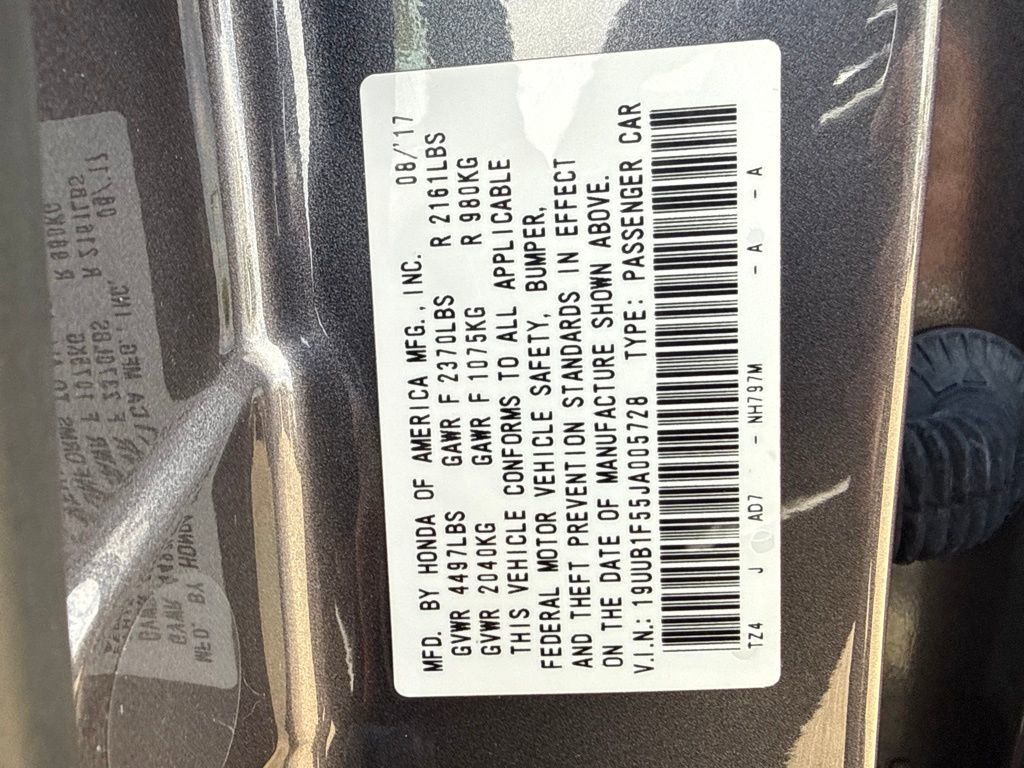 MFD. BY HONDA OF AMERICA MFG., INC. 08/'17
GVWR 4497LBS GAWR F 2370LBS R 2161LBS
GVWR 2040KG GAWR F 1075KG R 980KG
THIS VEHICLE CONFORMS TO ALL APPLICABLE
FEDERAL MOTOR VEHICLE SAFETY, BUMPER,
AND THEFT PREVENTION STANDARDS IN EFFECT
ON THE DATE OF MANUFACTURE SHOWN ABOVE.
V.I.N.: 19UUB1F55JA005728 TYPE: PASSENGER CAR
TZ4 J AD7 - NH797M - A - A